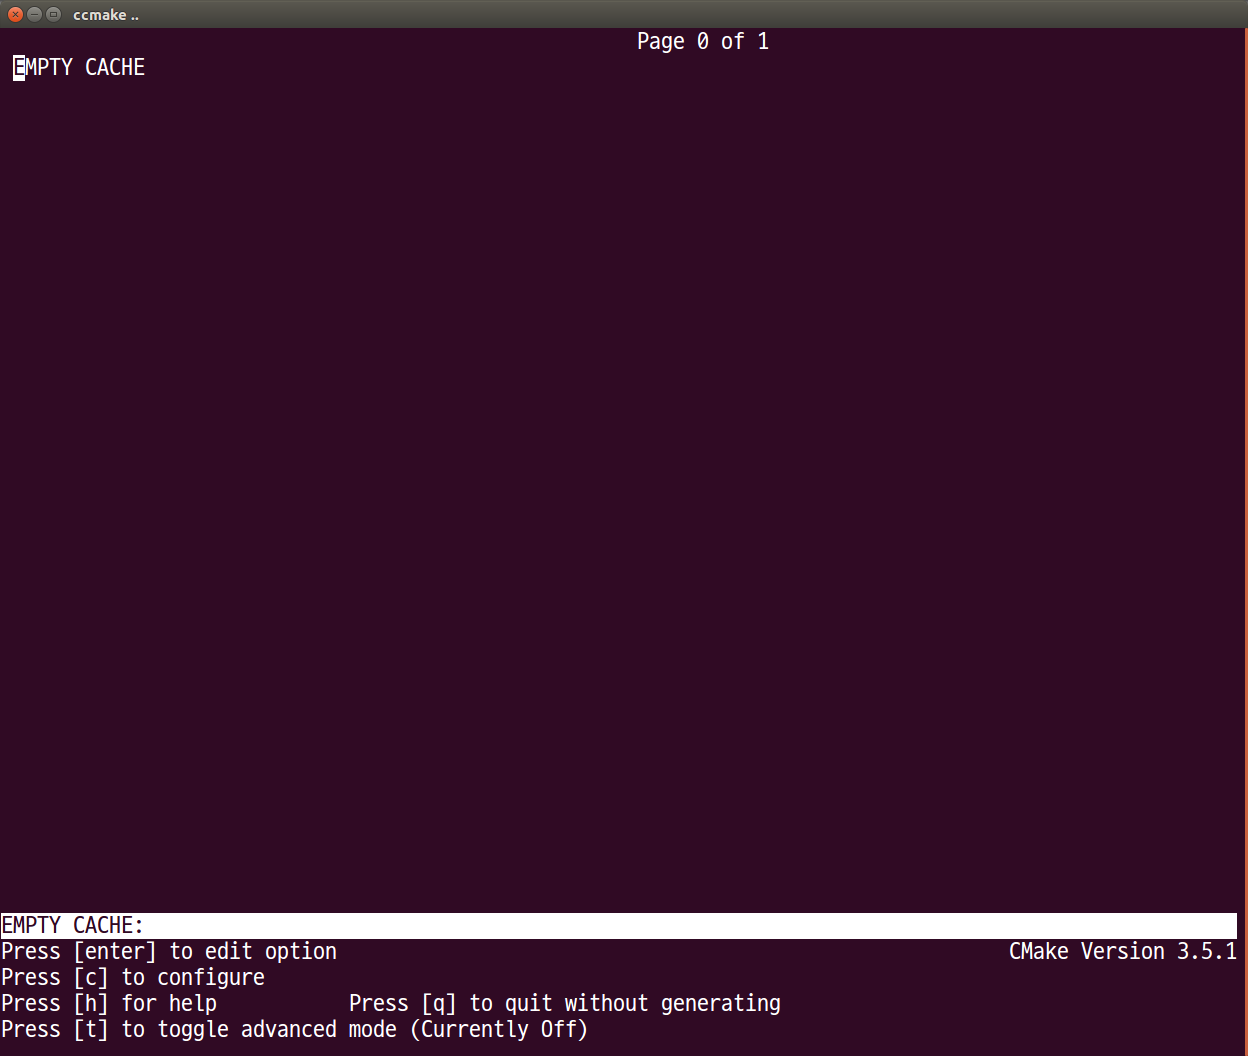 ccmake ..
Page 0 of 1
EMPTY CACHE
EMPTY CACHE:
Press [enter] to edit option CMake Version 3.5.1
Press [c] to configure
Press [h] for help Press [q] to quit without generating
Press [t] to toggle advanced mode (Currently Off)